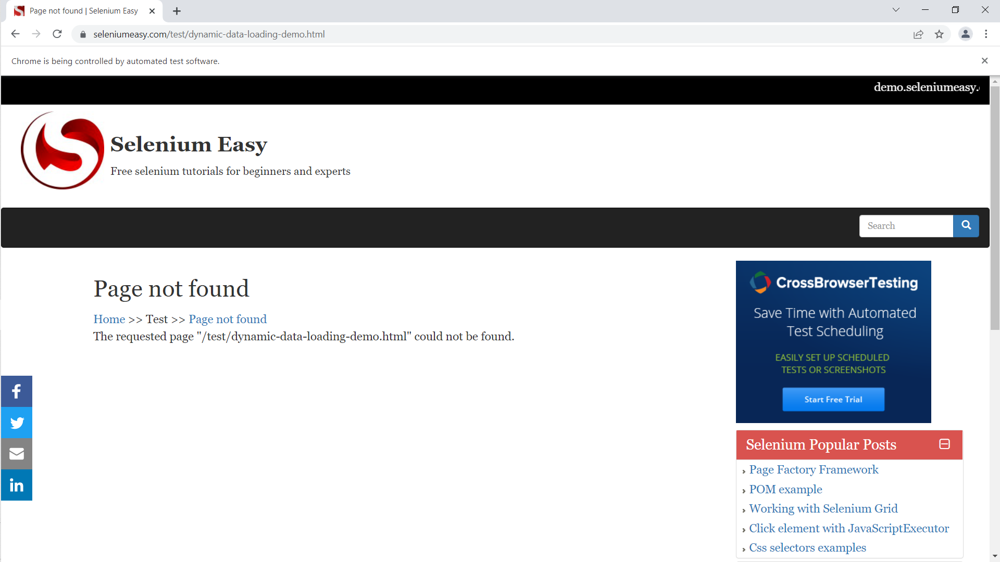 Page not found | Selenium Easy
seleniumeasy.com/test/dynamic-data-loading-demo.html
Chrome is being controlled by automated test software.
demo.seleniumeasy.
Selenium Easy
Free selenium tutorials for beginners and experts
Search
Page not found
Home >> Test >> Page not found
The requested page "/test/dynamic-data-loading-demo.html" could not be found.
CrossBrowserTesting
Save Time with Automated
Test Scheduling
EASILY SET UP SCHEDULED
TESTS OR SCREENSHOTS
Start Free Trial
Selenium Popular Posts
Page Factory Framework
POM example
Working with Selenium Grid
Click element with JavaScriptExecutor
Css selectors examples